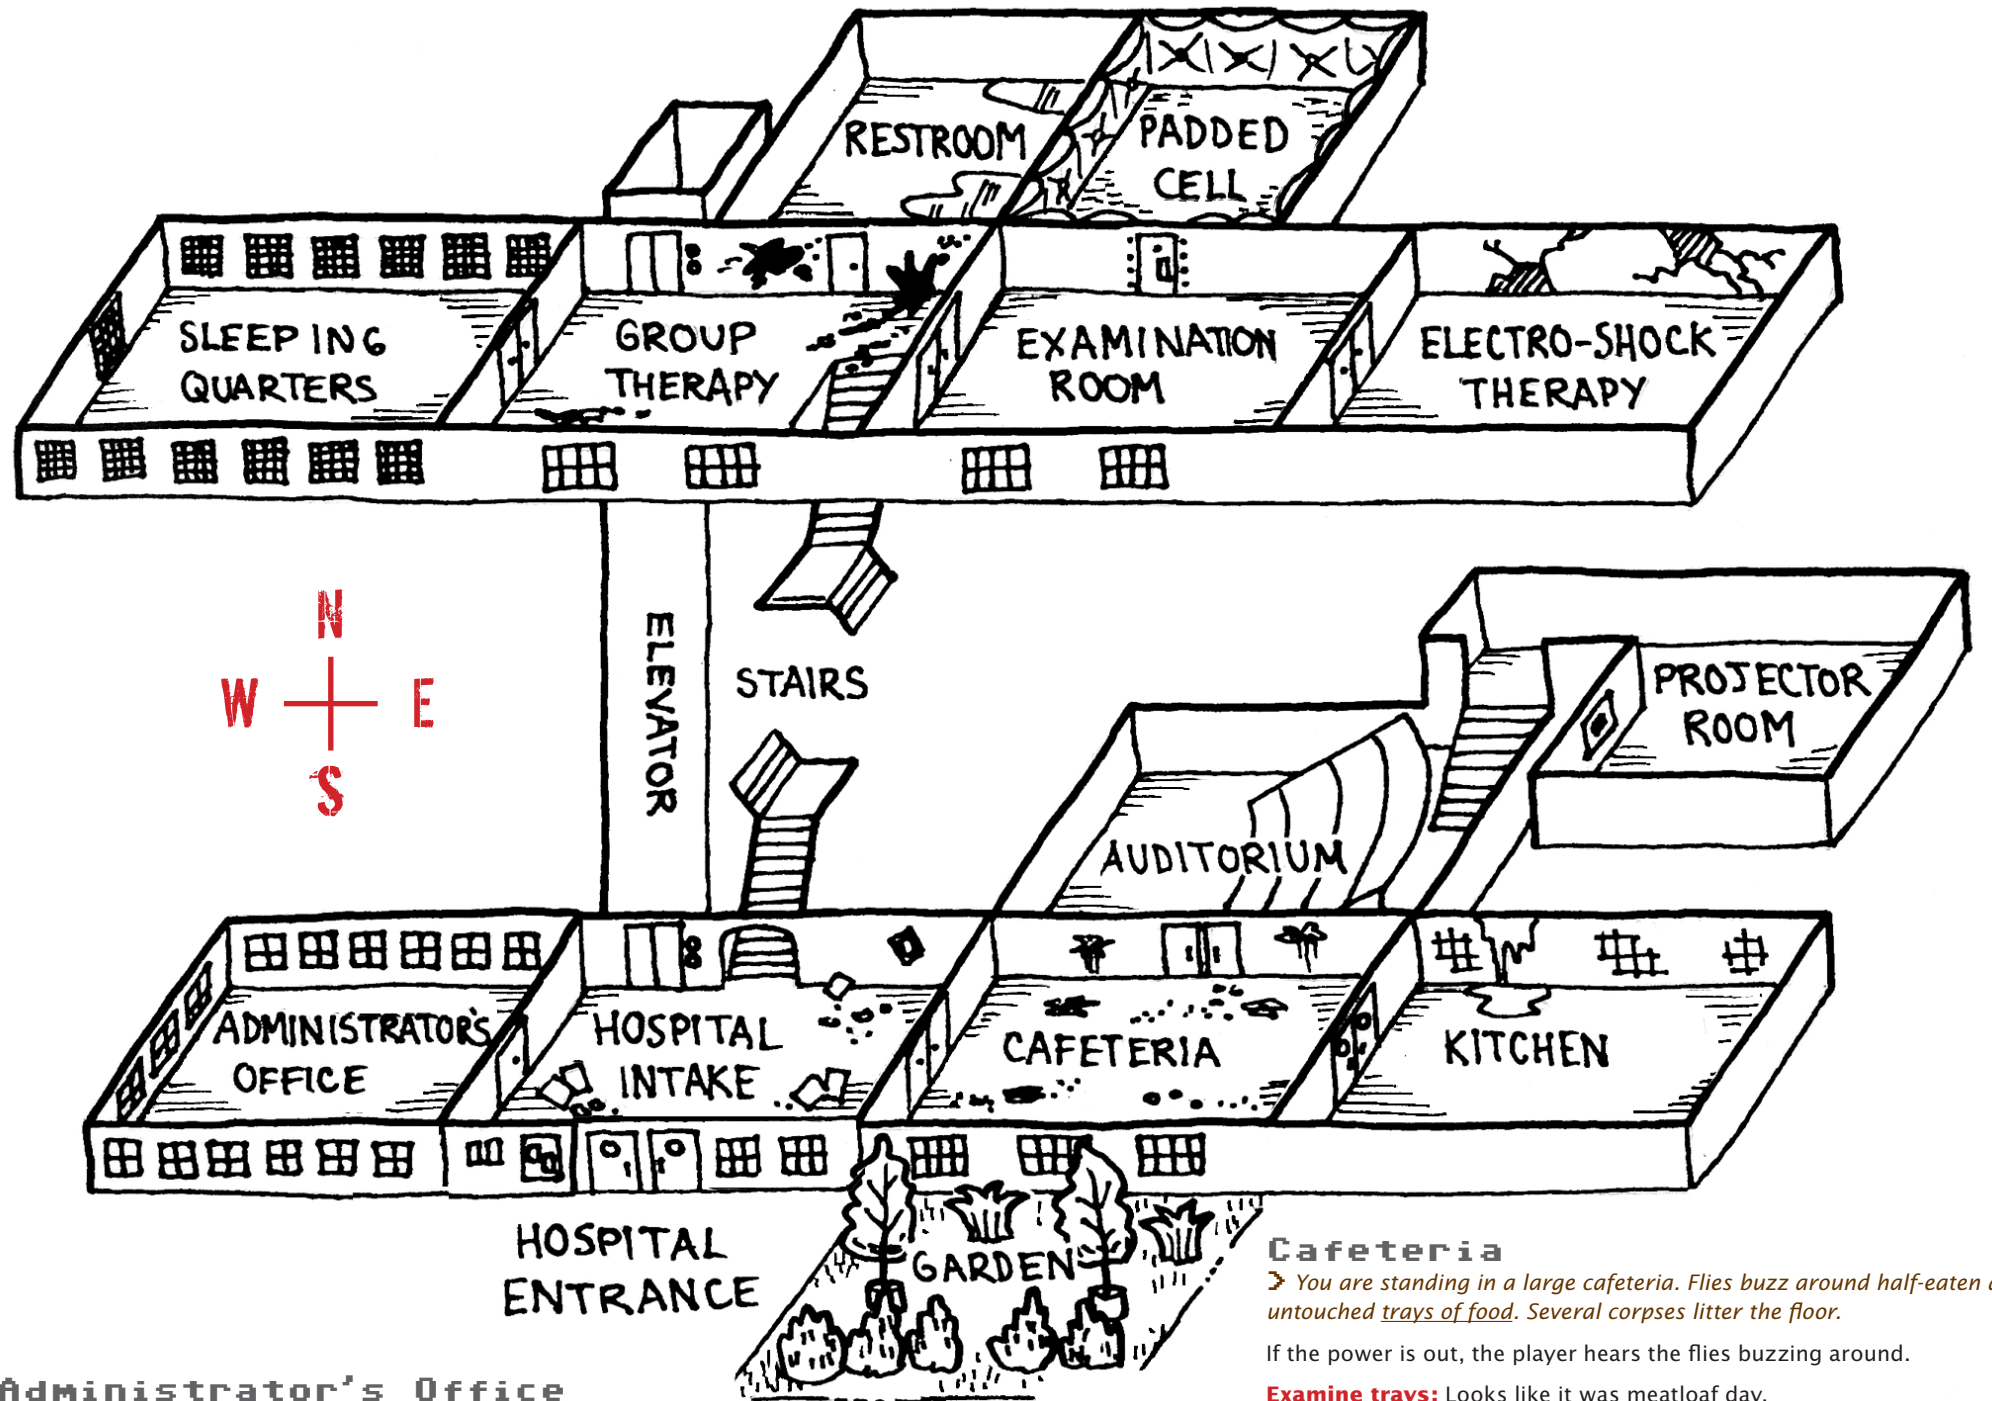 RESTROOM
PADDED
CELL
SLEEPING
QUARTERS
GROUP
THERAPY
EXAMINATION
ROOM
ELECTRO-SHOCK
THERAPY
N
W E
S
ELEVATOR
STAIRS
PROJECTOR
ROOM
AUDITORIUM
ADMINISTRATOR'S
OFFICE
HOSPITAL
INTAKE
CAFETERIA
KITCHEN
HOSPITAL
ENTRANCE
GARDEN
Cafeteria
> You are standing in a large cafeteria. Flies buzz around half-eaten
untouched trays of food. Several corpses litter the floor.
If the power is out, the player hears the flies buzzing around.
Examine trays: Looks like it was meatloaf day.
Administrator's Office